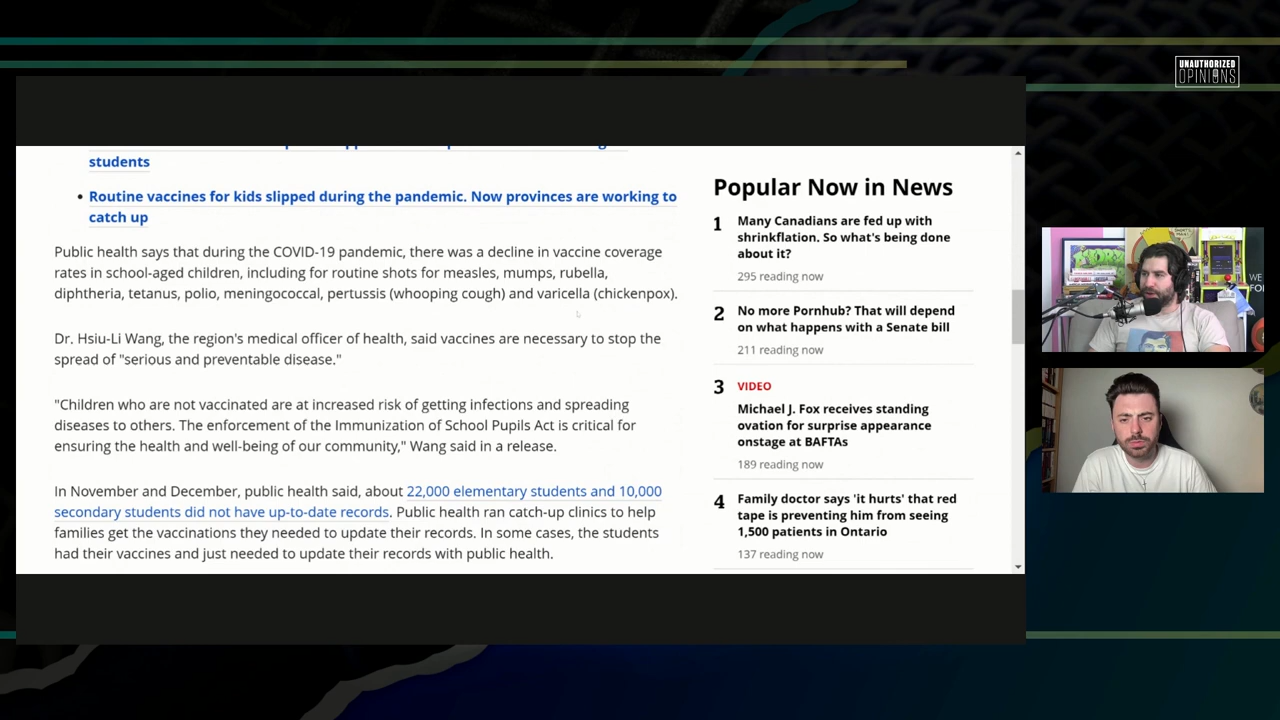 UNAUTHORIZED
OPINIONS
students
Routine vaccines for kids slipped during the pandemic. Now provinces are working to
catch up
Public health says that during the COVID-19 pandemic, there was a decline in vaccine coverage
rates in school-aged children, including for routine shots for measles, mumps, rubella,
diphtheria, tetanus, polio, meningococcal, pertussis (whooping cough) and varicella (chickenpox).
Dr. Hsiu-Li Wang, the region's medical officer of health, said vaccines are necessary to stop the
spread of "serious and preventable disease."
"Children who are not vaccinated are at increased risk of getting infections and spreading
diseases to others. The enforcement of the Immunization of School Pupils Act is critical for
ensuring the health and well-being of our community," Wang said in a release.
In November and December, public health said, about 22,000 elementary students and 10,000
secondary students did not have up-to-date records. Public health ran catch-up clinics to help
families get the vaccinations they needed to update their records. In some cases, the students
had their vaccines and just needed to update their records with public health.
Popular Now in News
1 Many Canadians are fed up with
shrinkflation. So what's being done
about it?
295 reading now
2 No more Pornhub? That will depend
on what happens with a Senate bill
211 reading now
3 VIDEO
Michael J. Fox receives standing
ovation for surprise appearance
onstage at BAFTAs
189 reading now
4 Family doctor says 'it hurts' that red
tape is preventing him from seeing
1,500 patients in Ontario
137 reading now
WE